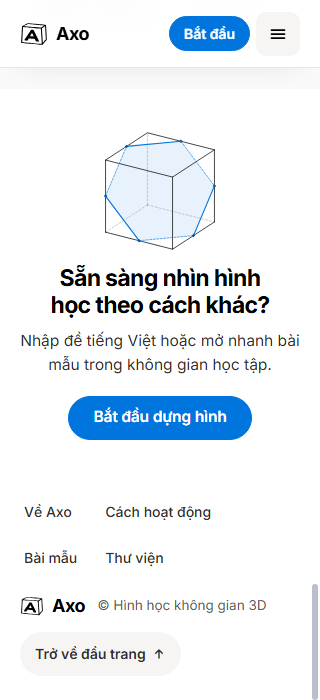 Axo
Bắt đầu
Sẵn sàng nhìn hình
học theo cách khác?
Nhập đề tiếng Việt hoặc mở nhanh bài
mẫu trong không gian học tập.
Bắt đầu dựng hình
Về Axo
Cách hoạt động
Bài mẫu
Thư viện
Axo © Hình học không gian 3D
Trở về đầu trang ↑